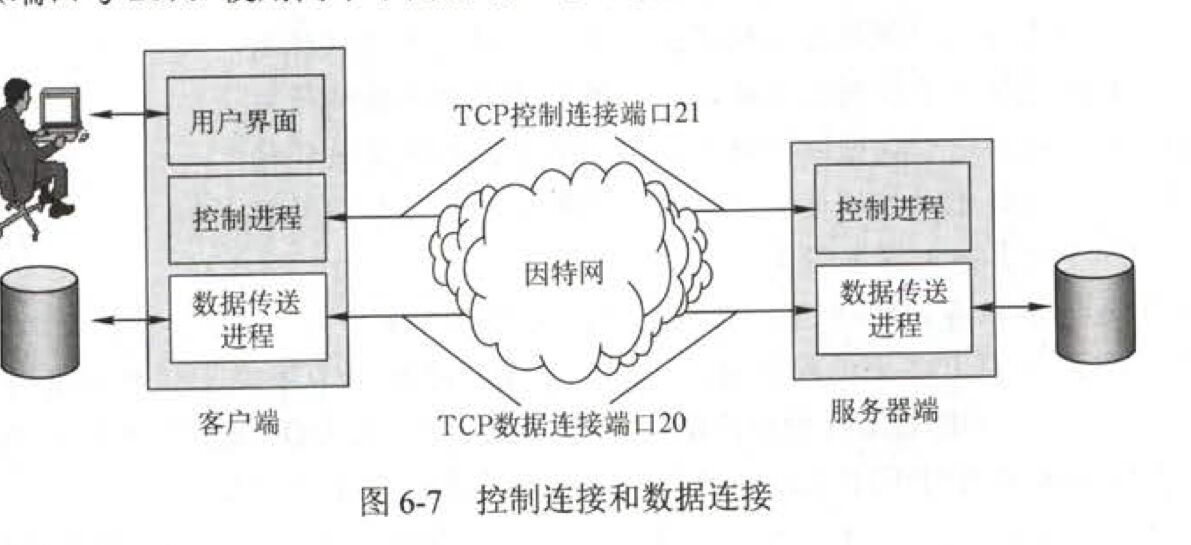 用户界面
TCP控制连接端口21
控制进程
控制进程
因特网
数据传送
进程
数据传送
进程
客户端
TCP数据连接端口20
服务器端
图 6-7 控制连接和数据连接